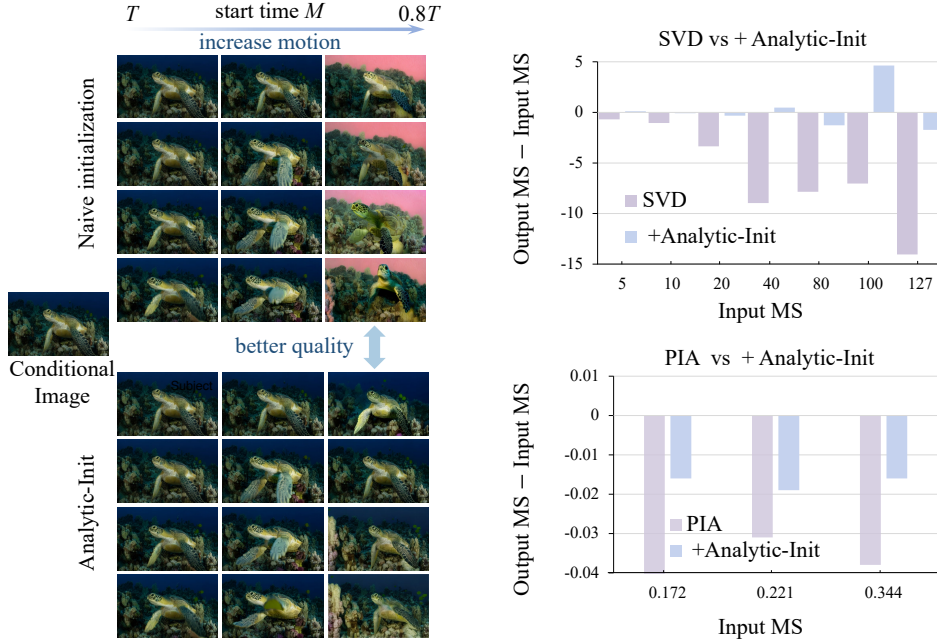 T start time M 0.8T
increase motion
Naive initialization
better quality
Conditional
Image
Subject
Analytic-Init
SVD vs + Analytic-Init
Output MS − Input MS
5
0
-5
-10
-15
SVD
+Analytic-Init
5 10 20 40 80 100 127
Input MS
PIA vs + Analytic-Init
Output MS − Input MS
0.01
0
-0.01
-0.02
-0.03
-0.04
PIA
+Analytic-Init
0.172 0.221 0.344
Input MS